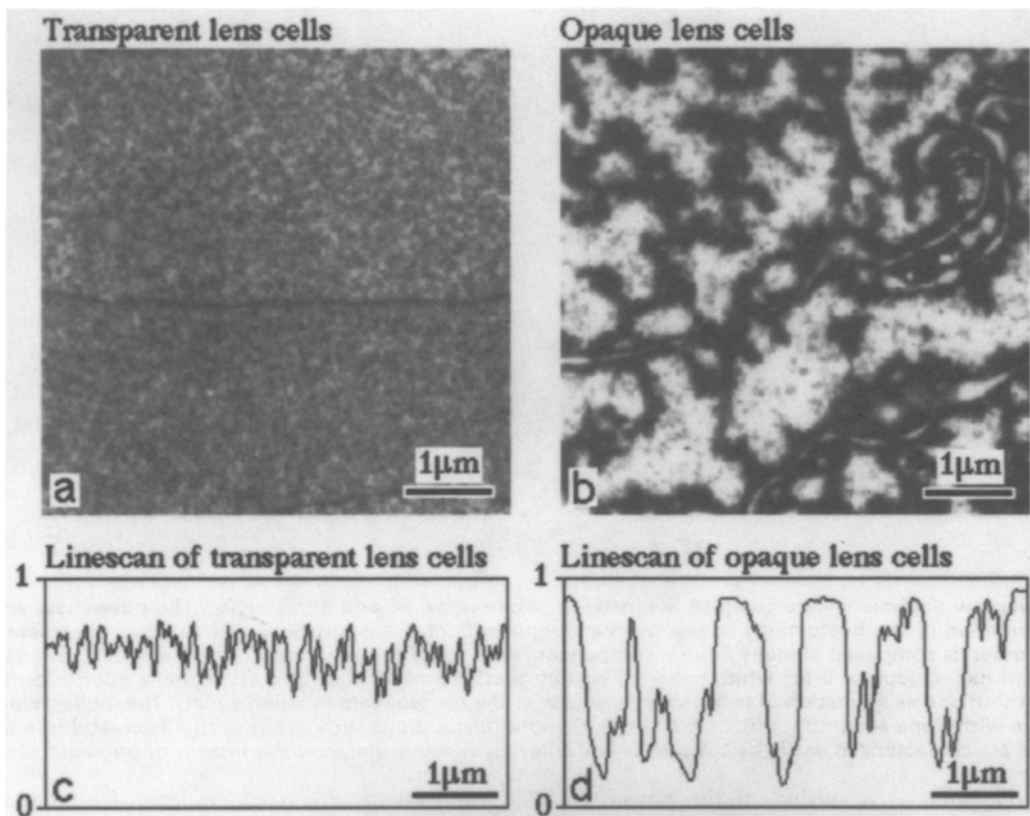 Transparent lens cells
Opaque lens cells
1μm
a
1μm
b
Linescan of transparent lens cells
Linescan of opaque lens cells
1
0
1μm
c
1
0
1μm
d